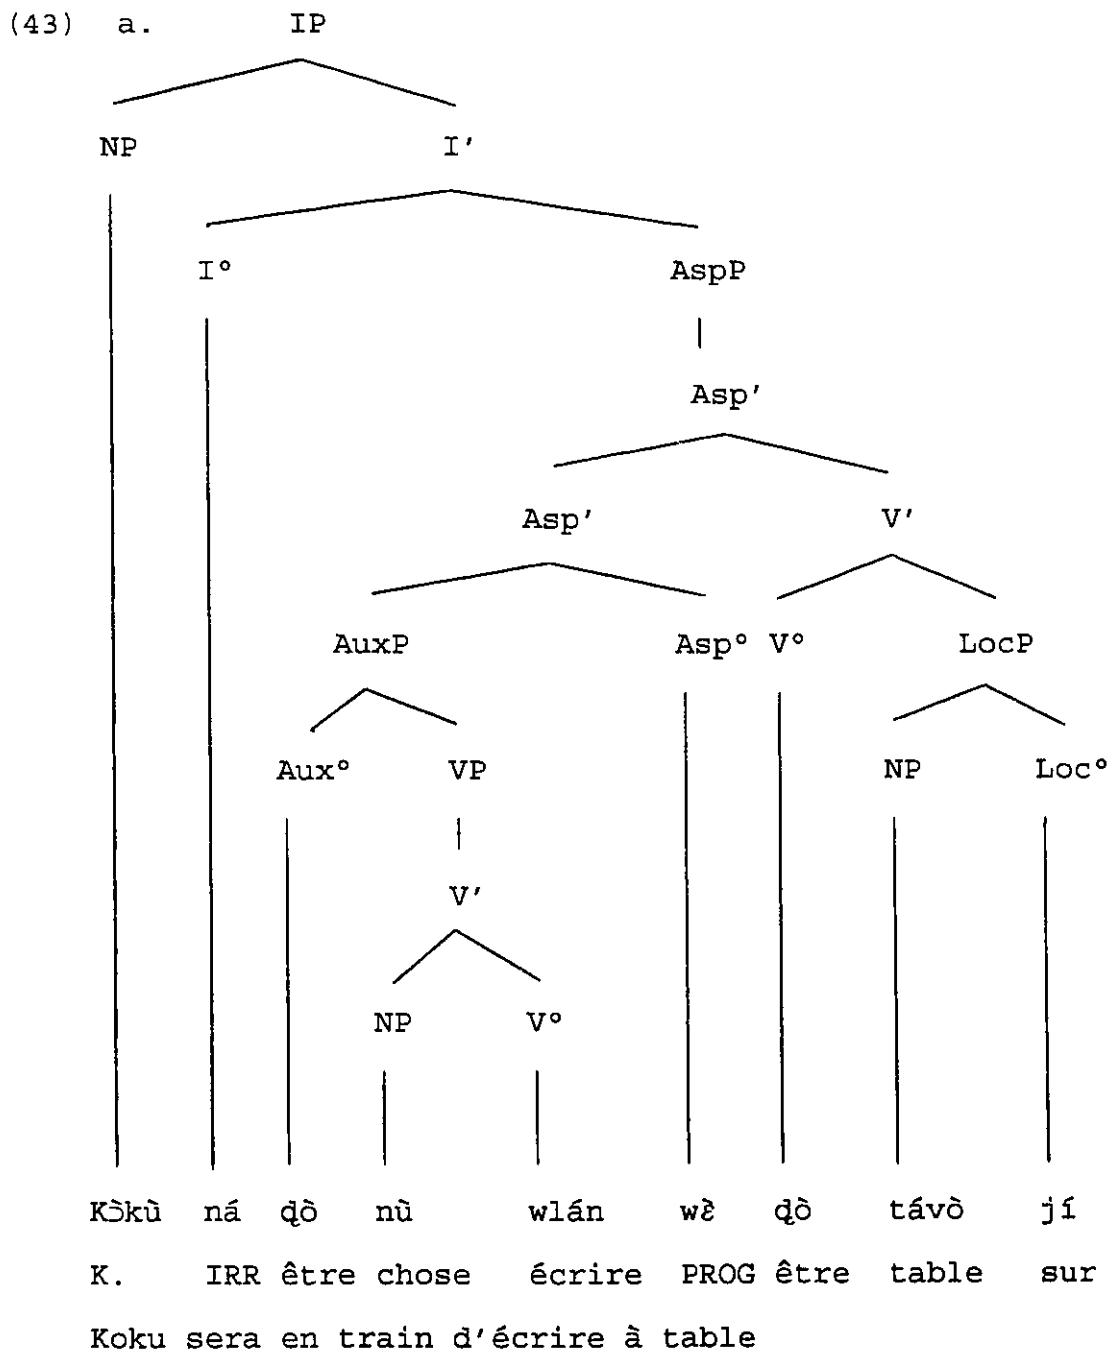 (43) a. IP
NP I'
I° AspP
Asp'
Asp' V'
AuxP Asp° V° LocP
Aux° VP NP Loc°
V'
NP V°
Kɔ̀kù ná ɖò nù wlán wɛ̀ ɖò távò jí
K. IRR être chose écrire PROG être table sur
Koku sera en train d'écrire à table